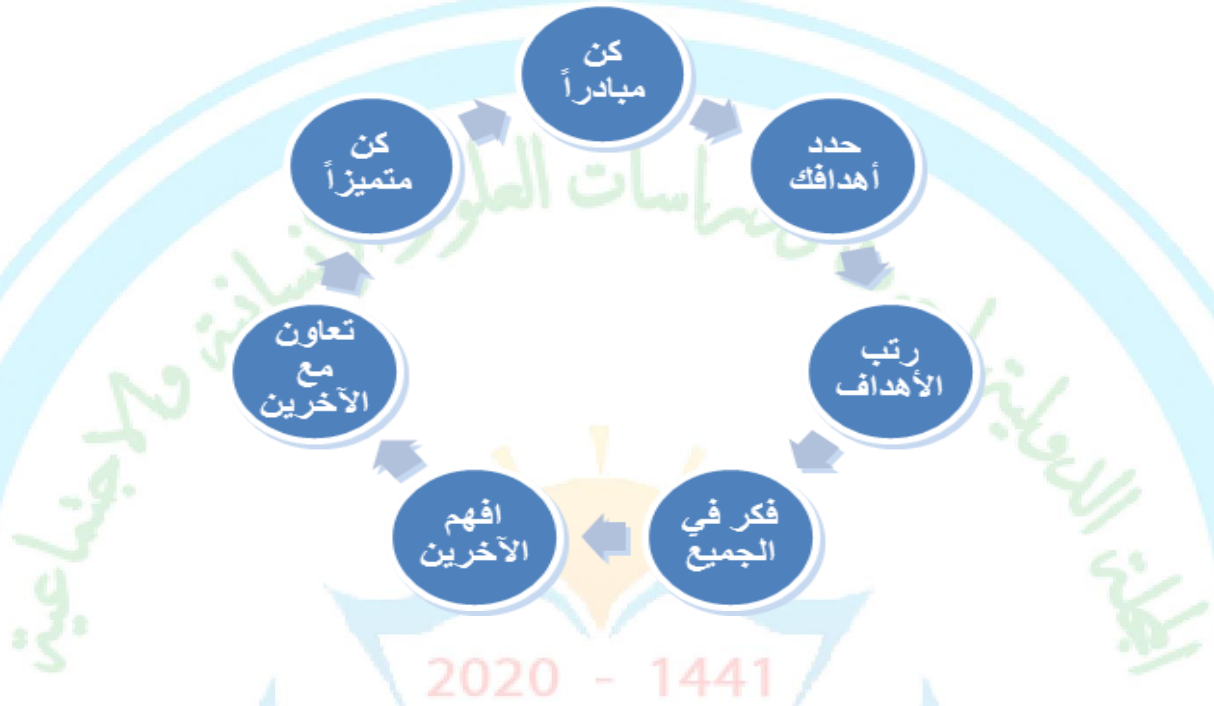 كن
مبادراً
حدد
أهدافك
رتب
الأهداف
فكر في
الجميع
افهم
الآخرين
تعاون
مع
الآخرين
كن
متميزاً
2020 - 1441